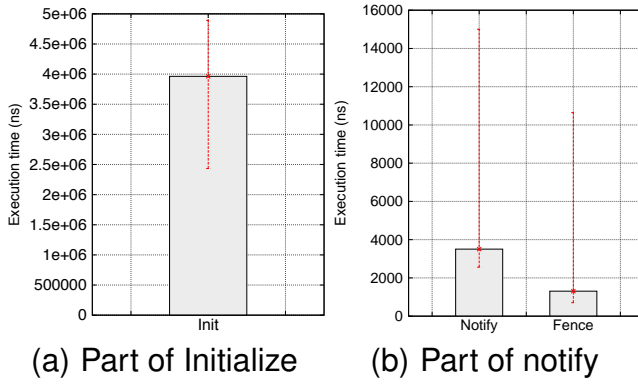 5e+06
4.5e+06
4e+06
3.5e+06
3e+06
2.5e+06
2e+06
1.5e+06
1e+06
500000
0
Execution time (ns)
Init
(a) Part of Initialize
16000
14000
12000
10000
8000
6000
4000
2000
0
Execution time (ns)
Notify Fence
(b) Part of notify